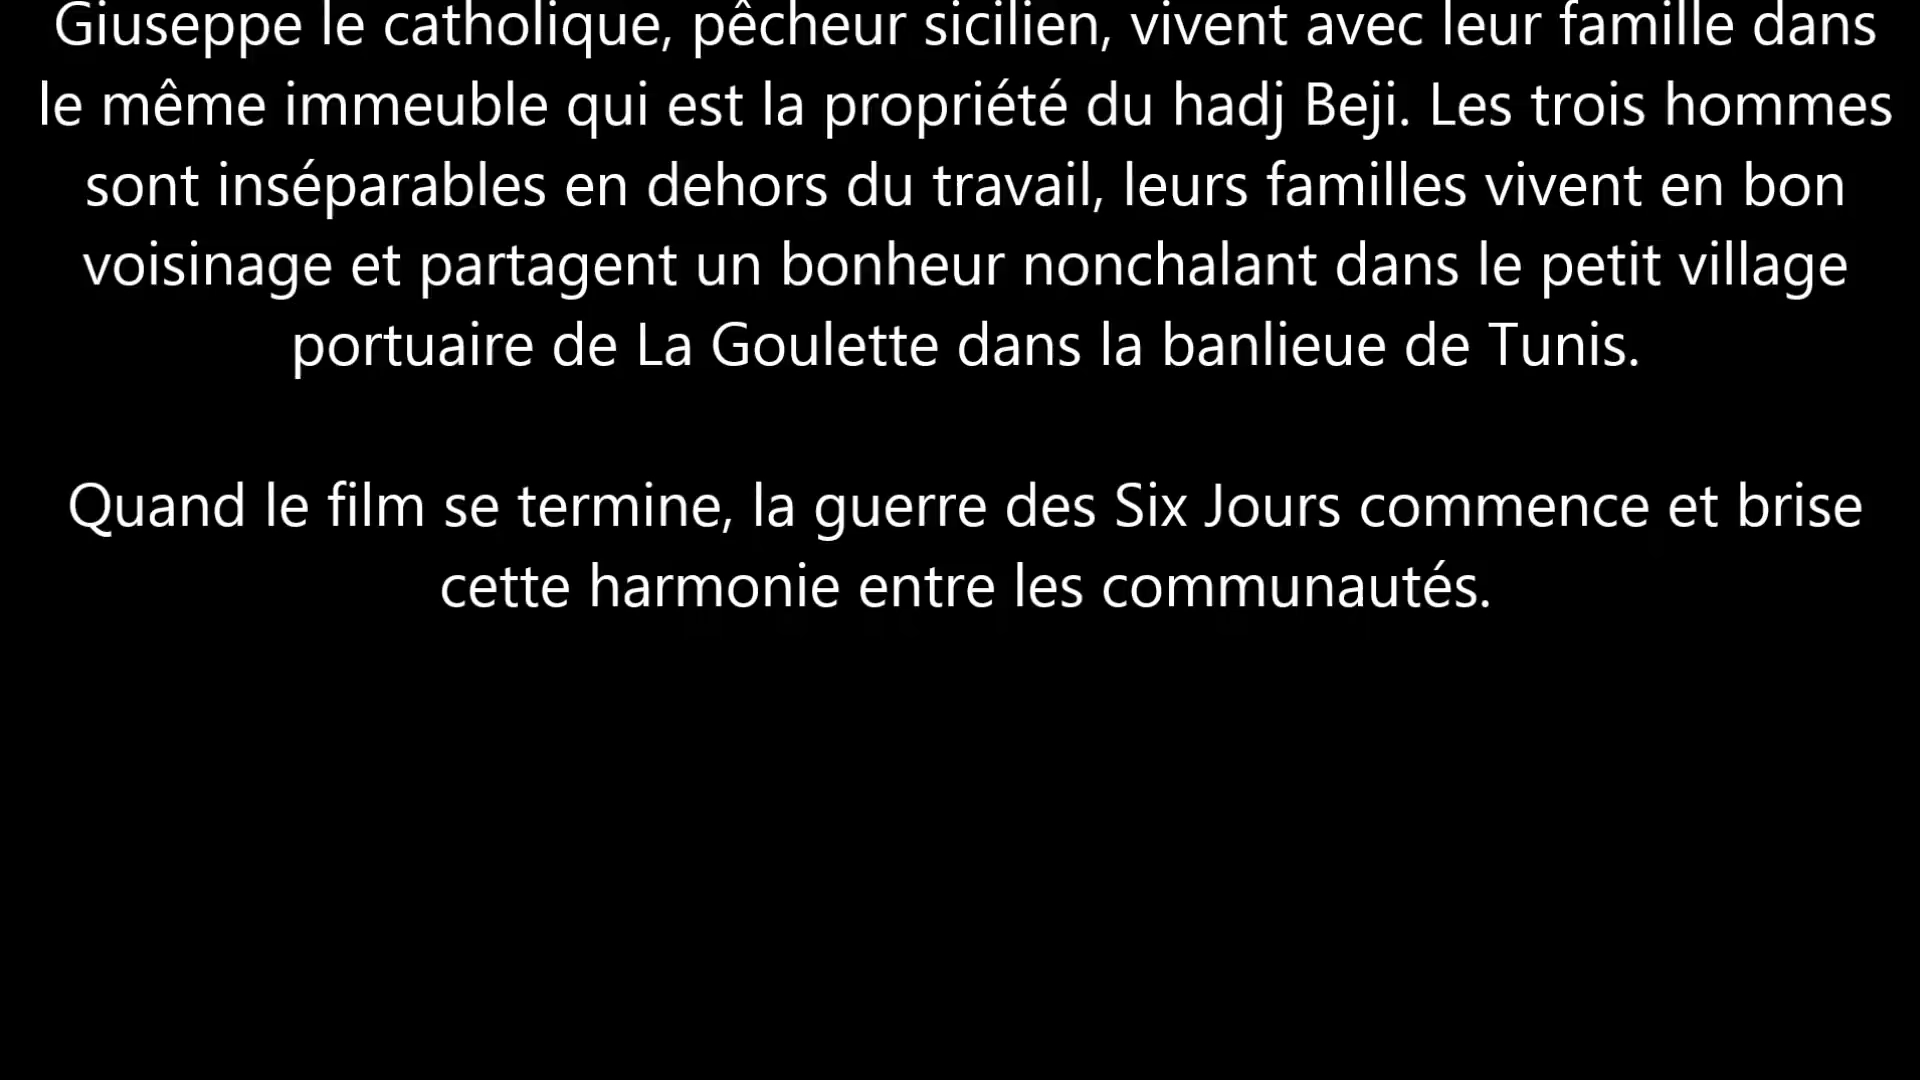 Giuseppe le catholique, pêcheur sicilien, vivent avec leur famille dans
le même immeuble qui est la propriété du hadj Beji. Les trois hommes
sont inséparables en dehors du travail, leurs familles vivent en bon
voisinage et partagent un bonheur nonchalant dans le petit village
portuaire de La Goulette dans la banlieue de Tunis.
Quand le film se termine, la guerre des Six Jours commence et brise
cette harmonie entre les communautés.